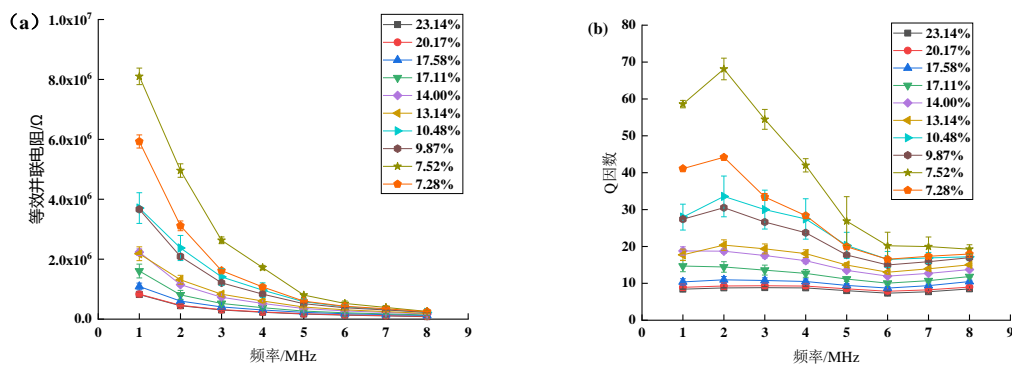 (a)
1.0x10⁷
8.0x10⁶
6.0x10⁶
4.0x10⁶
2.0x10⁶
0.0
等效并联电阻/Ω
0 1 2 3 4 5 6 7 8 9
频率/MHz
23.14%
20.17%
17.58%
17.11%
14.00%
13.14%
10.48%
9.87%
7.52%
7.28%
(b)
80
70
60
50
40
30
20
10
0
Q因数
0 1 2 3 4 5 6 7 8 9
频率/MHz
23.14%
20.17%
17.58%
17.11%
14.00%
13.14%
10.48%
9.87%
7.52%
7.28%